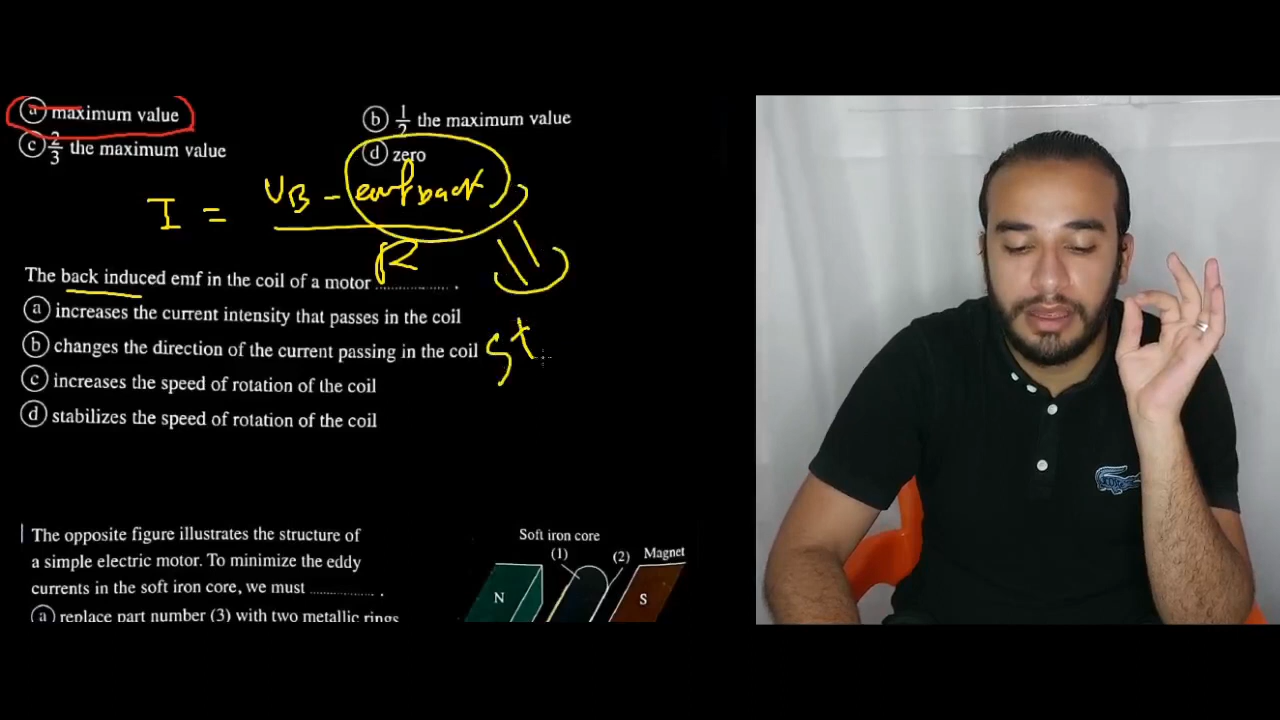 a maximum value
b 1/2 the maximum value
c 2/3 the maximum value
d zero
I = VB - emf back / R
The back induced emf in the coil of a motor ................ .
a increases the current intensity that passes in the coil
b changes the direction of the current passing in the coil
st
c increases the speed of rotation of the coil
d stabilizes the speed of rotation of the coil
The opposite figure illustrates the structure of
a simple electric motor. To minimize the eddy
currents in the soft iron core, we must ................ .
a replace part number (3) with two metallic rings
Soft iron core
(1)
(2)
Magnet
N
S